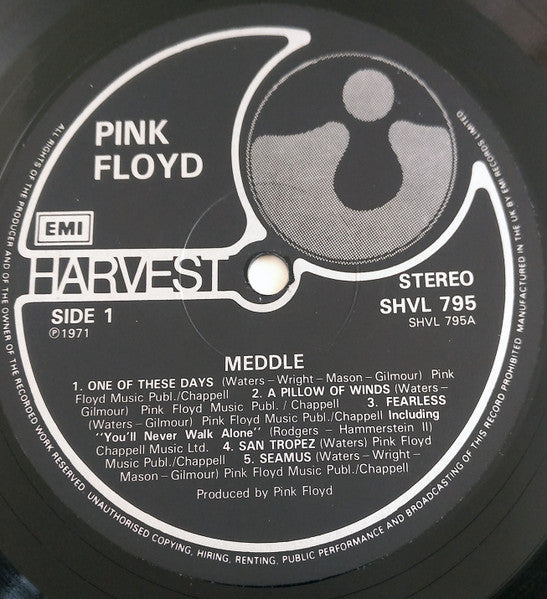 PINK
FLOYD
EMI
HARVEST
SIDE 1
℗1971
STEREO
SHVL 795
SHVL 795A
MEDDLE
1. ONE OF THESE DAYS (Waters – Wright – Mason – Gilmour) Pink
Floyd Music Publ./Chappell 2. A PILLOW OF WINDS (Waters –
Gilmour) Pink Floyd Music Publ. / Chappell 3. FEARLESS
(Waters – Gilmour) Pink Floyd Music Publ./Chappell Including
"You'll Never Walk Alone" (Rodgers – Hammerstein II)
Chappell Music Ltd. 4. SAN TROPEZ (Waters) Pink Floyd
Music Publ./Chappell 5. SEAMUS (Waters – Wright –
Mason – Gilmour) Pink Floyd Music Publ./Chappell
Produced by Pink Floyd
ALL RIGHTS OF THE PRODUCER AND OF THE OWNER OF THE RECORDED WORK RESERVED. UNAUTHORISED COPYING, HIRING, RENTING, PUBLIC PERFORMANCE AND BROADCASTING OF THIS RECORD PROHIBITED. MANUFACTURED IN THE UK BY EMI RECORDS LIMITED